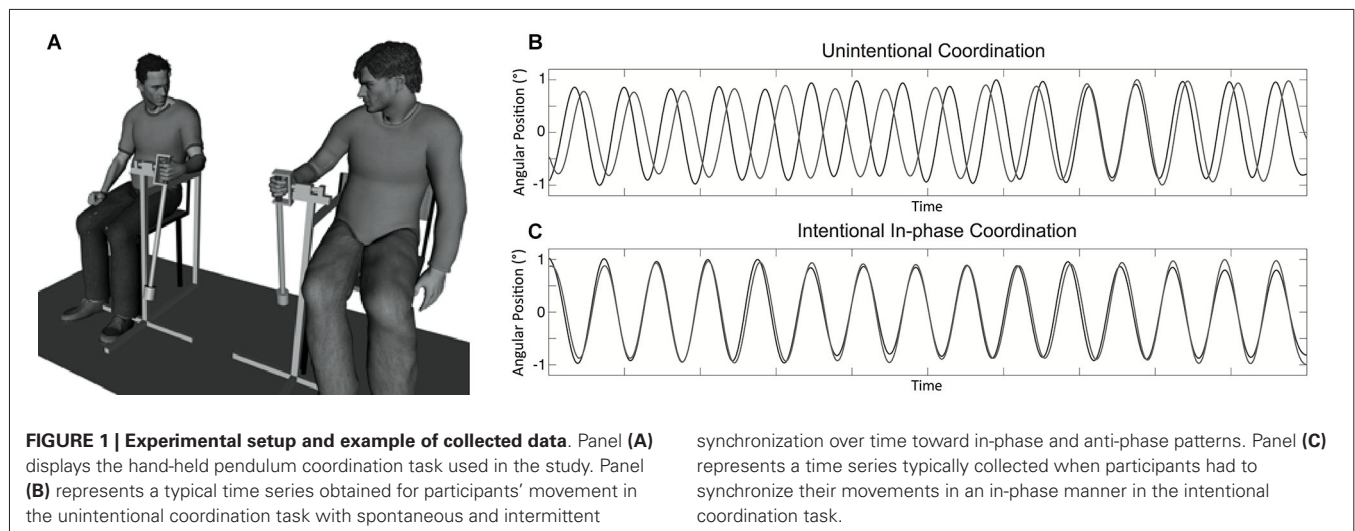 A
B
Unintentional Coordination
Angular Position (°)
1
0
-1
Time
C
Intentional In-phase Coordination
Angular Position (°)
1
0
-1
Time
FIGURE 1 | Experimental setup and example of collected data. Panel (A)
displays the hand-held pendulum coordination task used in the study. Panel
(B) represents a typical time series obtained for participants' movement in
the unintentional coordination task with spontaneous and intermittent
synchronization over time toward in-phase and anti-phase patterns. Panel (C)
represents a time series typically collected when participants had to
synchronize their movements in an in-phase manner in the intentional
coordination task.